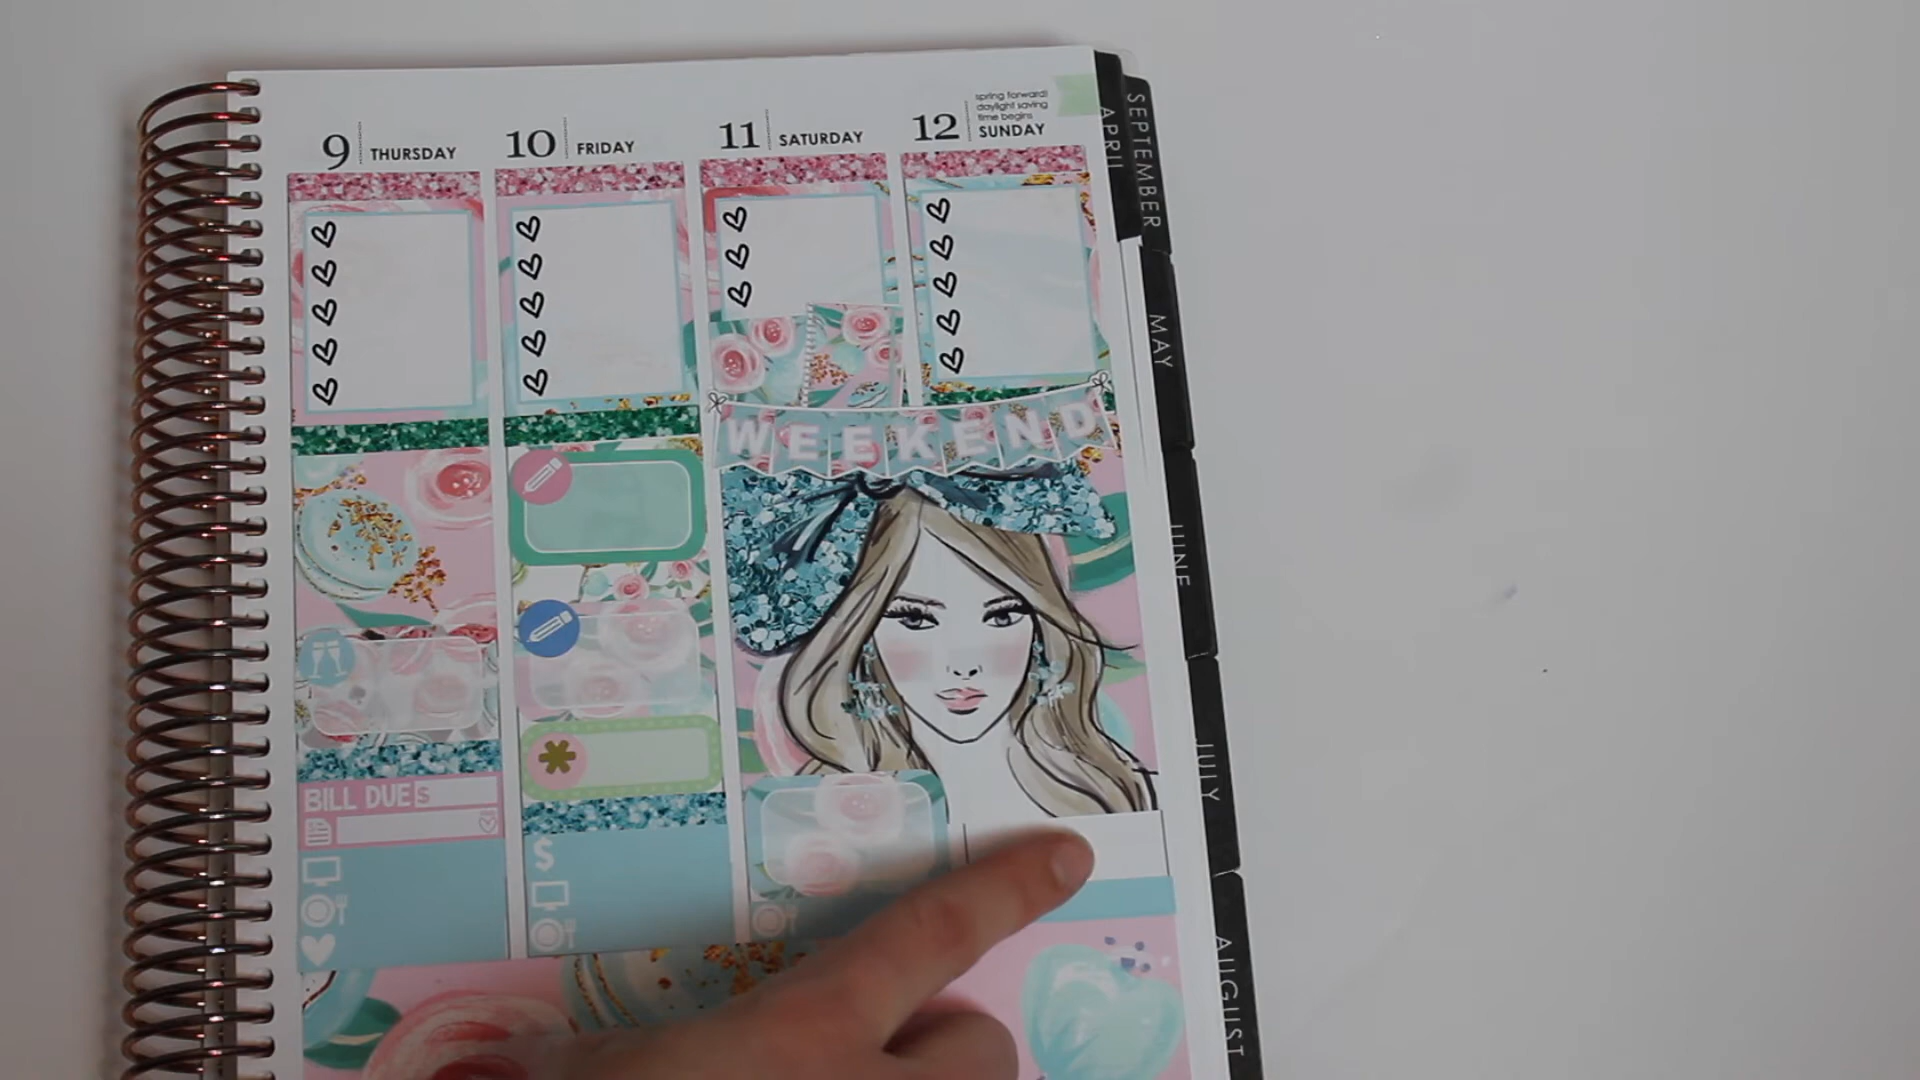 9 THURSDAY
10 FRIDAY
11 SATURDAY
12 SUNDAY
spring forward!
daylight saving
time begins
WEEKEND
BILL DUE $
$
APRIL
SEPTEMBER
MAY
JUNE
JULY
AUGUST